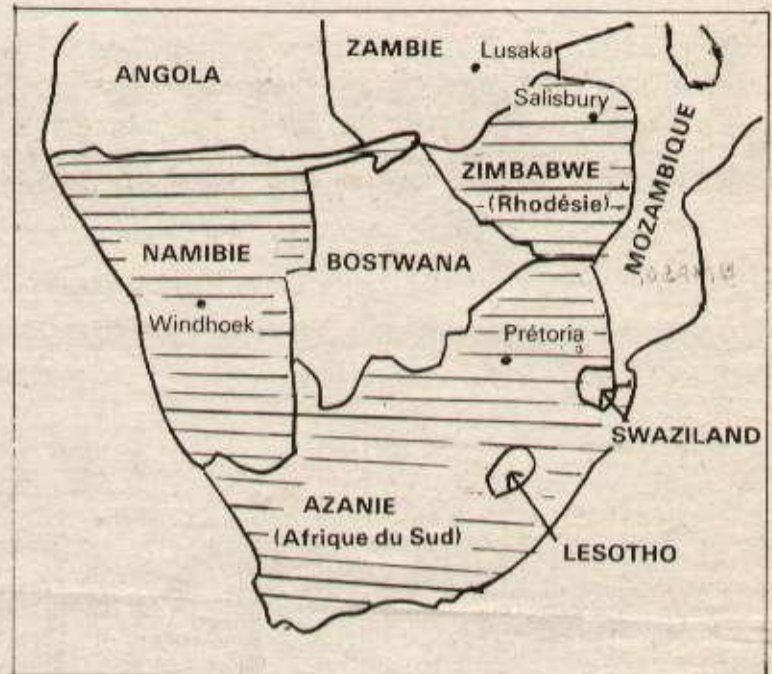 ZAMBIE
Lusaka
ANGOLA
Salisbury
MOZAMBIQUE
ZIMBABWE
(Rhodésie)
NAMIBIE
BOSTWANA
Windhoek
Prétoria
SWAZILAND
AZANIE
(Afrique du Sud)
LESOTHO